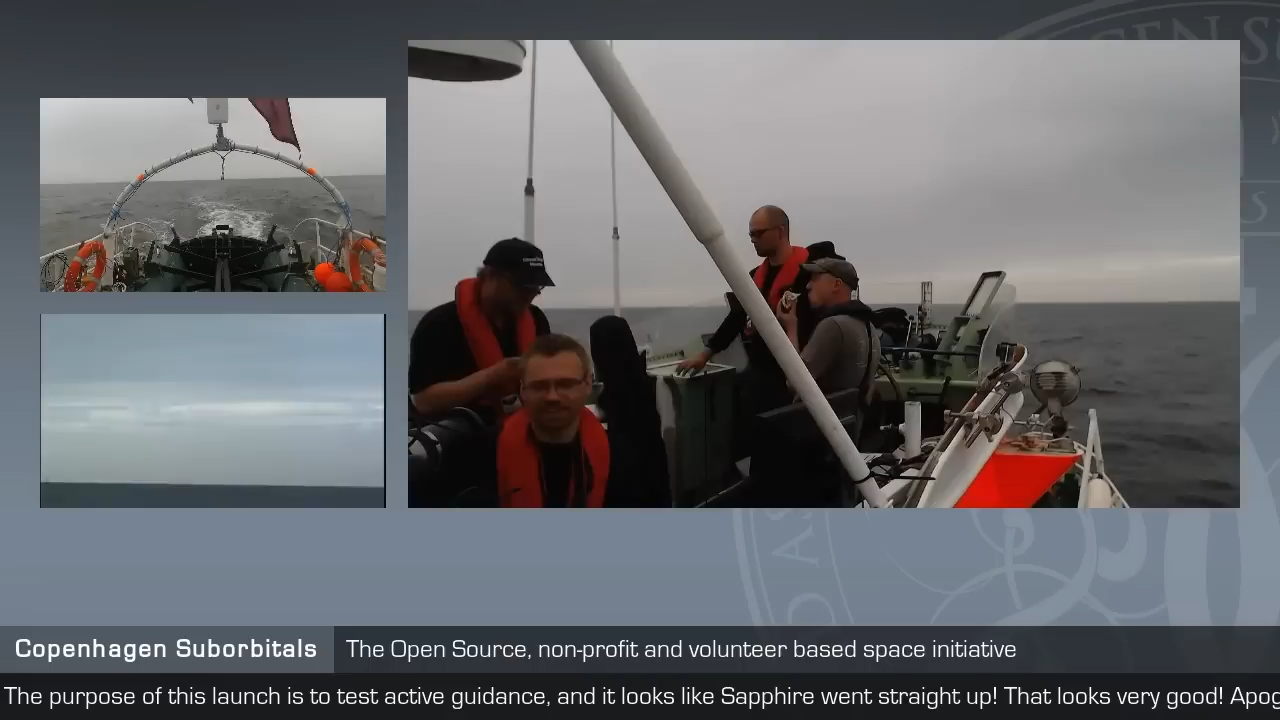 Copenhagen Suborbitals
The Open Source, non-profit and volunteer based space initiative
The purpose of this launch is to test active guidance, and it looks like Sapphire went straight up! That looks very good! Apog